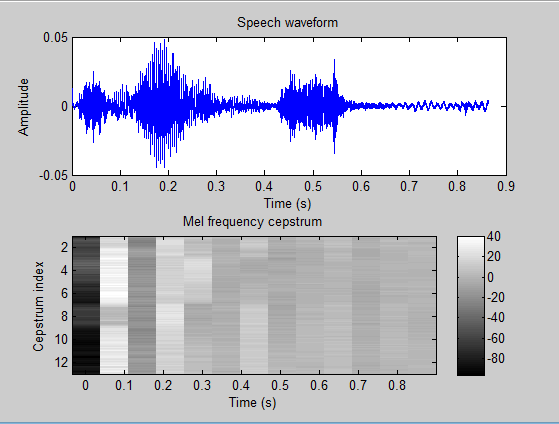 Speech waveform
0.05
0
-0.05
Amplitude
0 0.1 0.2 0.3 0.4 0.5 0.6 0.7 0.8 0.9
Time (s)
Mel frequency cepstrum
2
4
6
8
10
12
Cepstrum index
0 0.1 0.2 0.3 0.4 0.5 0.6 0.7 0.8
Time (s)
40
20
0
-20
-40
-60
-80